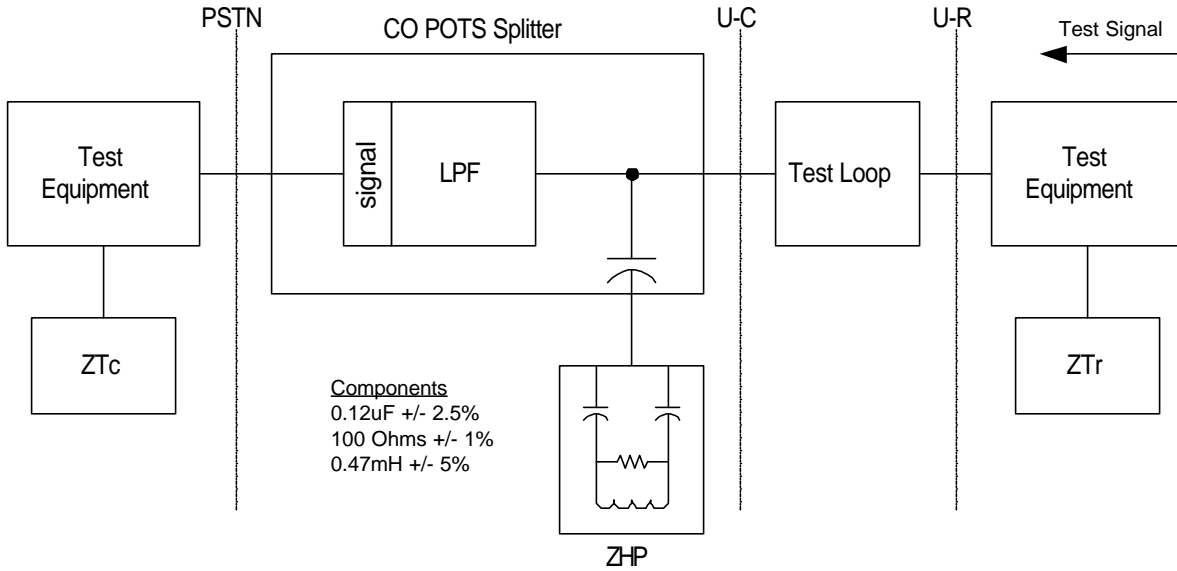 PSTN
CO POTS Splitter
U-C
U-R
Test Signal
Test
Equipment
signal
LPF
Test Loop
Test
Equipment
ZTc
Components
0.12uF +/- 2.5%
100 Ohms +/- 1%
0.47mH +/- 5%
ZTr
ZHP